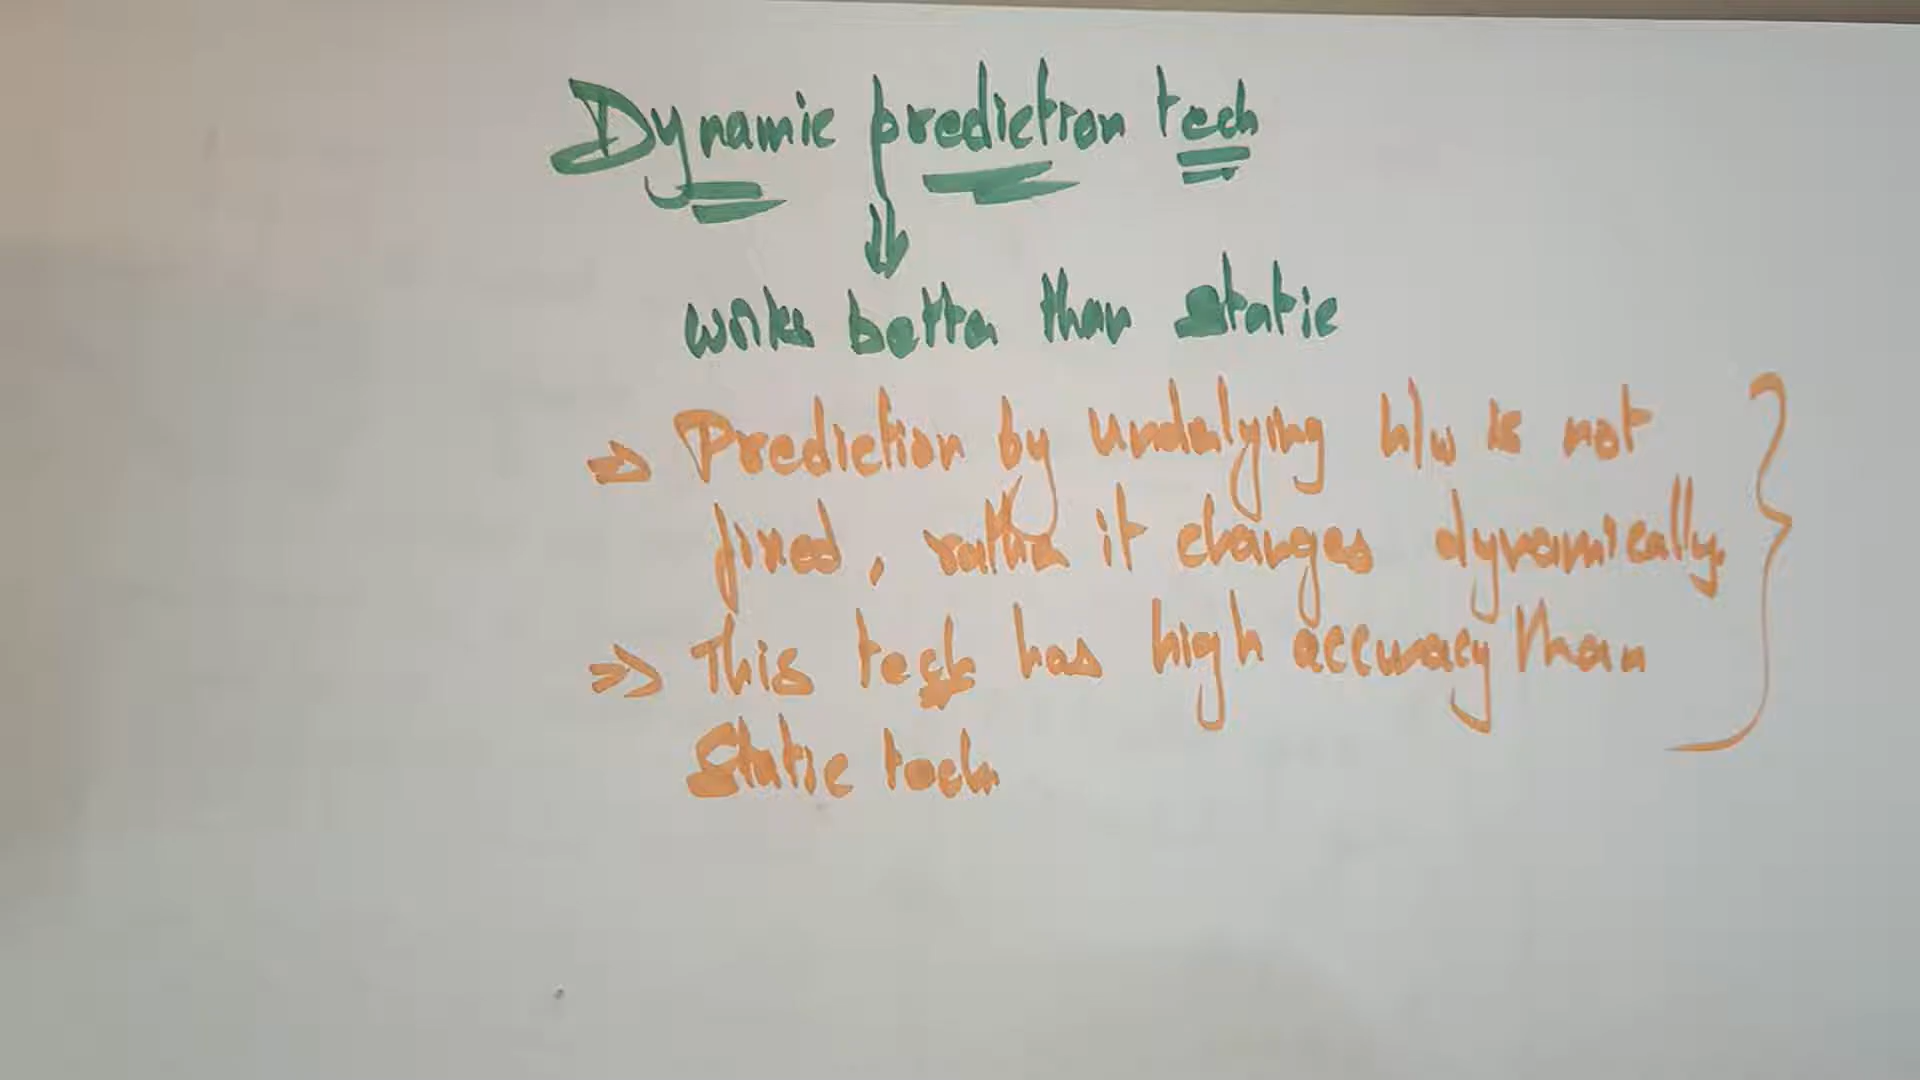 Dynamic prediction tech
works better than static
⇒ Prediction by underlying h/w is not
fixed, rather it changes dynamically.
⇒ This tech has high accuracy than
Static tech